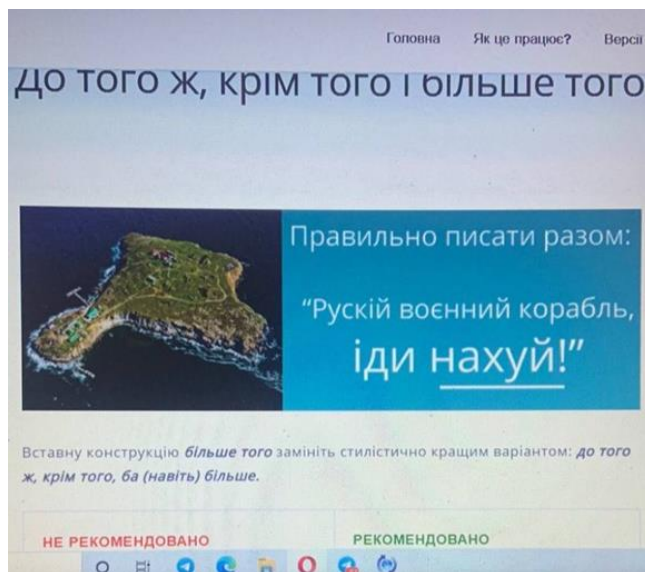 Головна Як це працює? Версії
До того ж, крім того і більше того
Правильно писати разом:
“Рускій воєнний корабль,
іди нахуй!”
Вставну конструкцію більше того замініть стилістично кращим варіантом: до того
ж, крім того, ба (навіть) більше.
НЕ РЕКОМЕНДОВАНО РЕКОМЕНДОВАНО